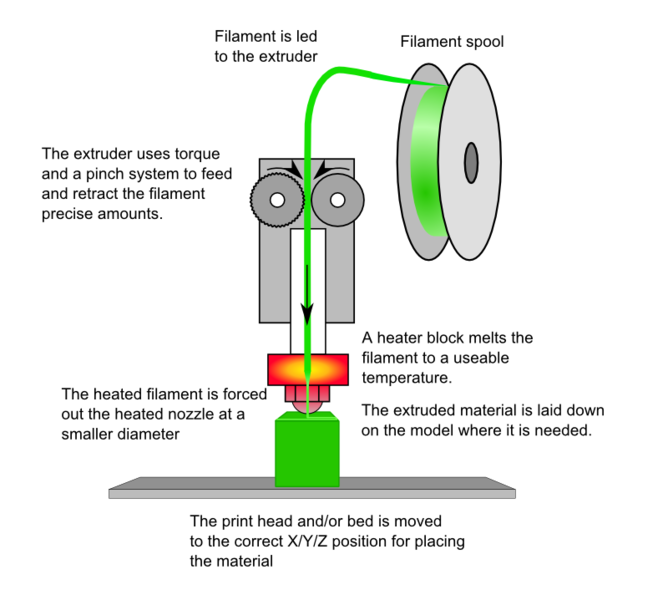 Filament is led
to the extruder
Filament spool
The extruder uses torque
and a pinch system to feed
and retract the filament
precise amounts.
A heater block melts the
filament to a useable
temperature.
The heated filament is forced
out the heated nozzle at a
smaller diameter
The extruded material is laid down
on the model where it is needed.
The print head and/or bed is moved
to the correct X/Y/Z position for placing
the material